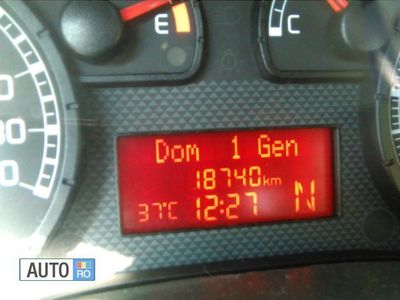 E
C
Dom 1 Gen
18740km
37°C 12:27 N
AUTO RO